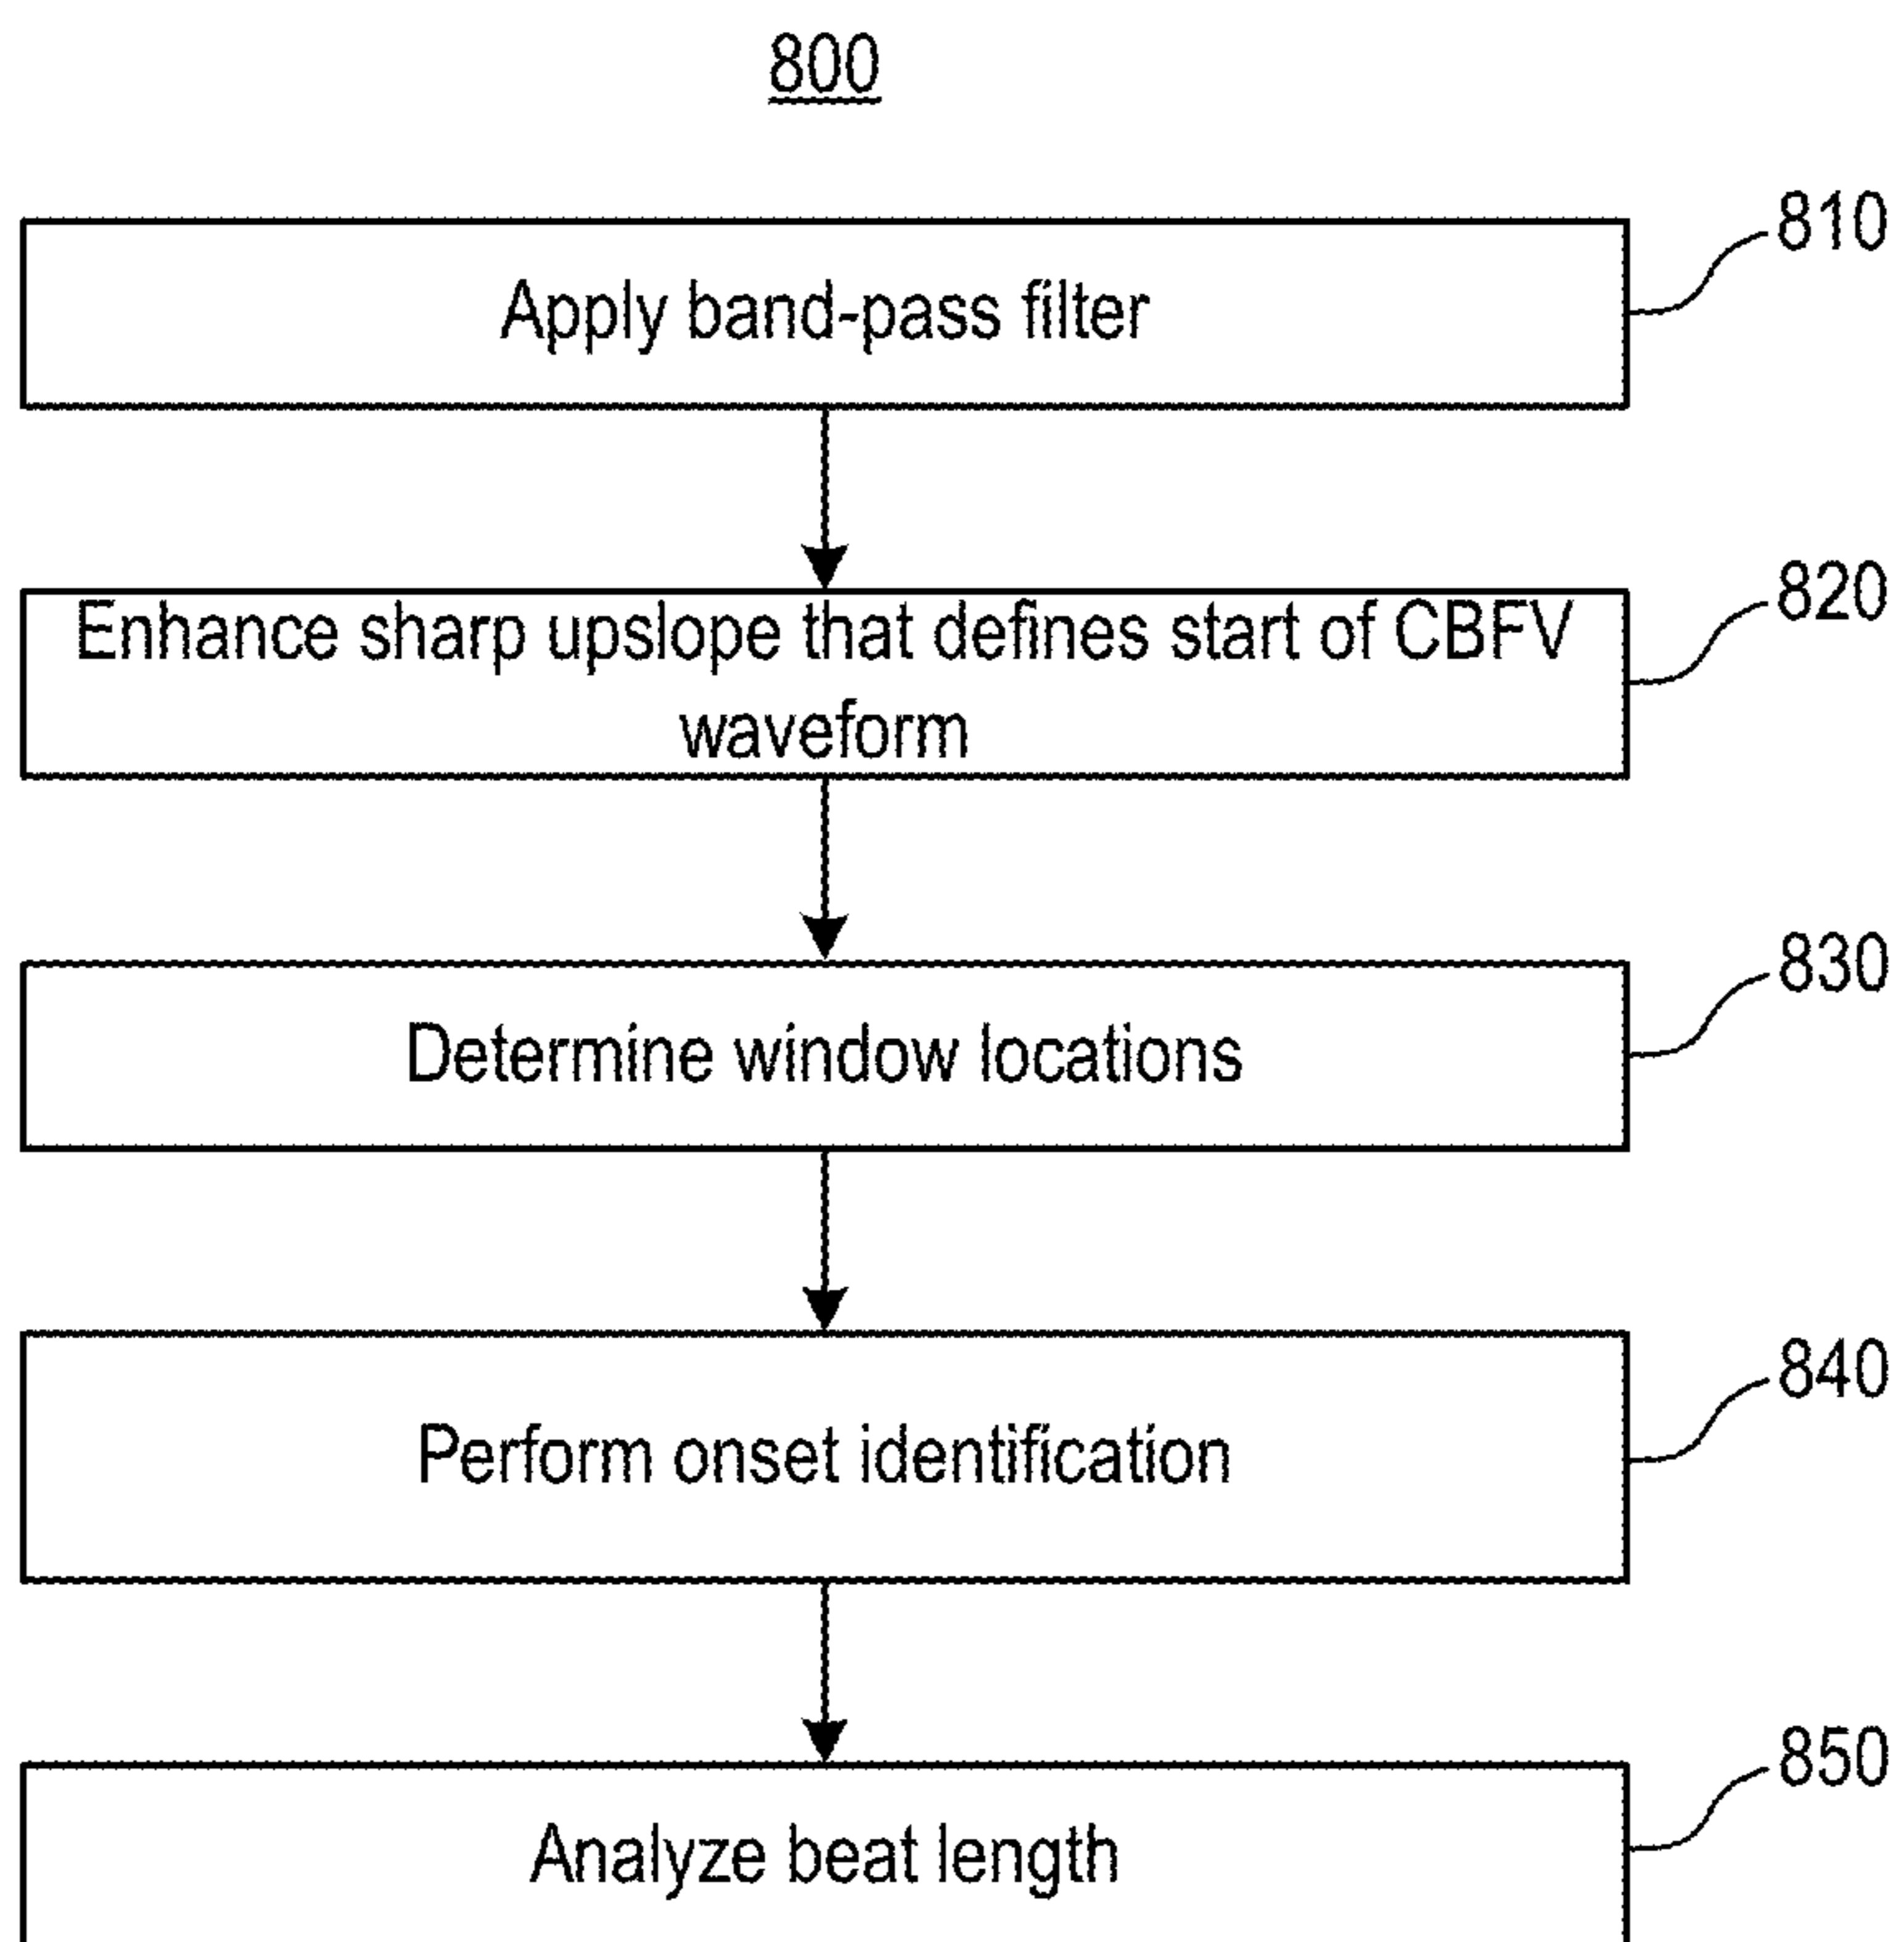 800
810
Apply band-pass filter
820
Enhance sharp upslope that defines start of CBFV
waveform
830
Determine window locations
840
Perform onset identification
850
Analyze beat length